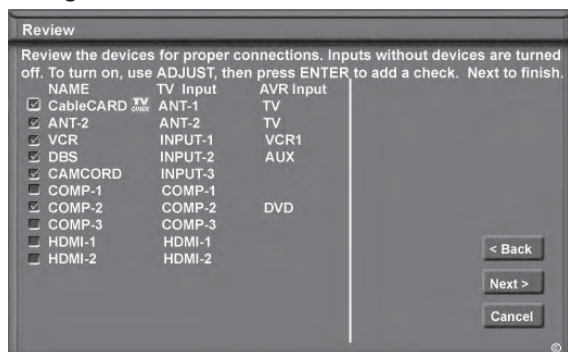 Review
Review the devices for proper connections. Inputs without devices are turned
off. To turn on, use ADJUST, then press ENTER to add a check. Next to finish.
NAME TV Input AVR Input
CableCARD TV GUIDE ANT-1 TV
ANT-2 ANT-2 TV
VCR INPUT-1 VCR1
DBS INPUT-2 AUX
CAMCORD INPUT-3
COMP-1 COMP-1
COMP-2 COMP-2 DVD
COMP-3 COMP-3
HDMI-1 HDMI-1
HDMI-2 HDMI-2
< Back
Next >
Cancel
©